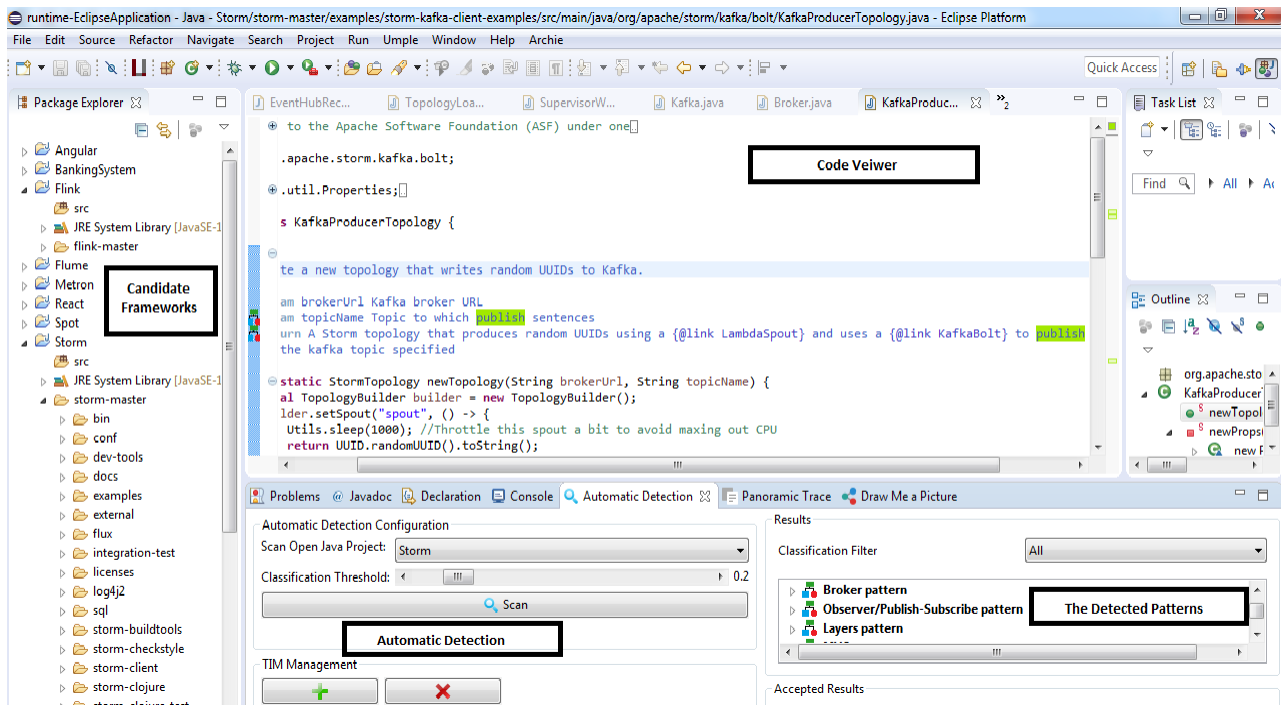 runtime-EclipseApplication - Java - Storm/storm-master/examples/storm-kafka-client-examples/src/main/java/org/apache/storm/kafka/bolt/KafkaProducerTopology.java - Eclipse Platform
File Edit Source Refactor Navigate Search Project Run Umple Window Help Archie
Quick Access
Package Explorer
Angular
BankingSystem
Flink
src
JRE System Library [JavaSE-1
flink-master
Flume
Metron
React
Spot
Storm
src
JRE System Library [JavaSE-1
storm-master
bin
conf
dev-tools
docs
examples
external
flux
integration-test
licenses
log4j2
sql
storm-buildtools
storm-checkstyle
storm-client
storm-clojure
storm-clojure-test
Candidate
Frameworks
EventHubRec... TopologyLoa... SupervisorW... Kafka.java Broker.java KafkaProduc... »2
to the Apache Software Foundation (ASF) under one
.apache.storm.kafka.bolt;
.util.Properties;
s KafkaProducerTopology {
te a new topology that writes random UUIDs to Kafka.
am brokerUrl Kafka broker URL
am topicName Topic to which publish sentences
urn A Storm topology that produces random UUIDs using a {@link LambdaSpout} and uses a {@link KafkaBolt} to publish
the kafka topic specified
static StormTopology newTopology(String brokerUrl, String topicName) {
al TopologyBuilder builder = new TopologyBuilder();
lder.setSpout("spout", () -> {
Utils.sleep(1000); //Throttle this spout a bit to avoid maxing out CPU
return UUID.randomUUID().toString();
Code Veiwer
Task List
Find All Ac
Outline
org.apache.sto
KafkaProducer
newTopol
newProps
new P
Problems Javadoc Declaration Console Automatic Detection Panoramic Trace Draw Me a Picture
Automatic Detection Configuration
Scan Open Java Project: Storm
Classification Threshold: 0.2
Scan
Automatic Detection
TIM Management
Results
Classification Filter All
Broker pattern
Observer/Publish-Subscribe pattern
Layers pattern
The Detected Patterns
Accepted Results